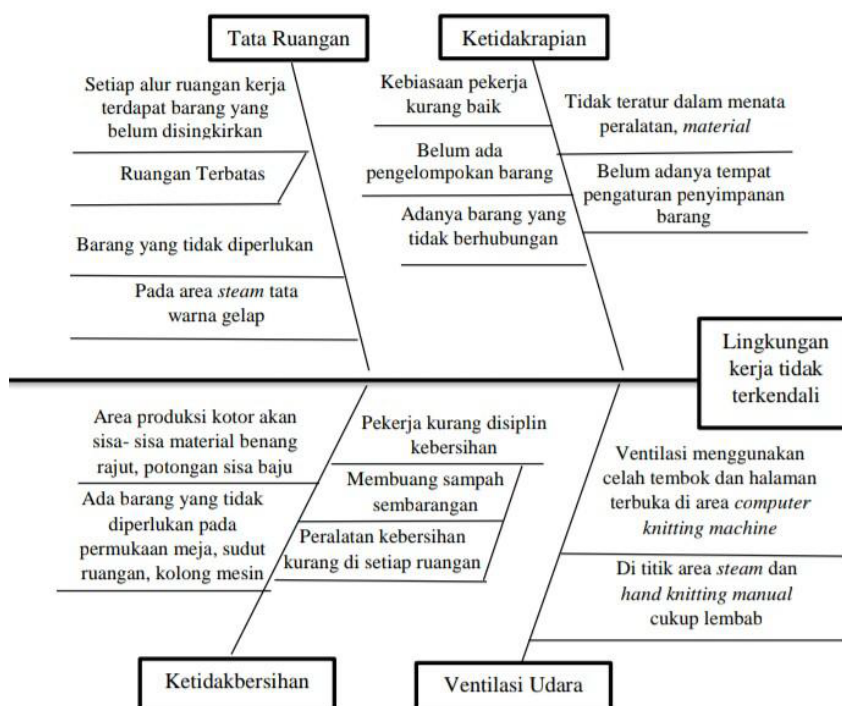 Tata Ruangan
Setiap alur ruangan kerja
terdapat barang yang
belum disingkirkan
Ruangan Terbatas
Barang yang tidak diperlukan
Pada area steam tata
warna gelap
Ketidakrapian
Kebiasaan pekerja
kurang baik
Belum ada
pengelompokan barang
Adanya barang yang
tidak berhubungan
Tidak teratur dalam menata
peralatan, material
Belum adanya tempat
pengaturan penyimpanan
barang
Lingkungan
kerja tidak
terkendali
Area produksi kotor akan
sisa- sisa material benang
rajut, potongan sisa baju
Ada barang yang tidak
diperlukan pada
permukaan meja, sudut
ruangan, kolong mesin
Pekerja kurang disiplin
kebersihan
Membuang sampah
sembarangan
Peralatan kebersihan
kurang di setiap ruangan
Ketidakbersihan
Ventilasi menggunakan
celah tembok dan halaman
terbuka di area computer
knitting machine
Di titik area steam dan
hand knitting manual
cukup lembab
Ventilasi Udara